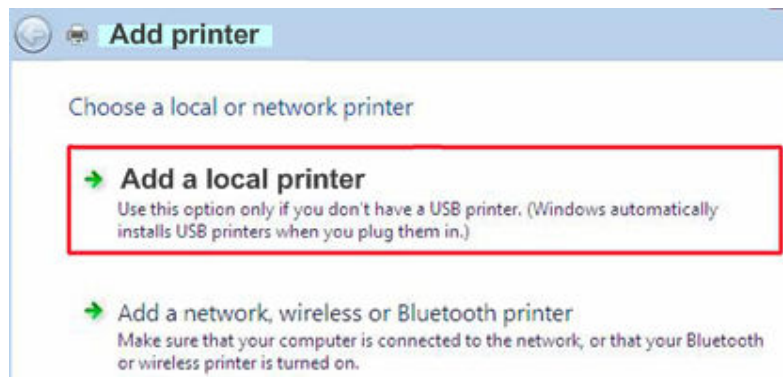 Add printer
Choose a local or network printer
Add a local printer
Use this option only if you don't have a USB printer. (Windows automatically
installs USB printers when you plug them in.)
Add a network, wireless or Bluetooth printer
Make sure that your computer is connected to the network, or that your Bluetooth
or wireless printer is turned on.